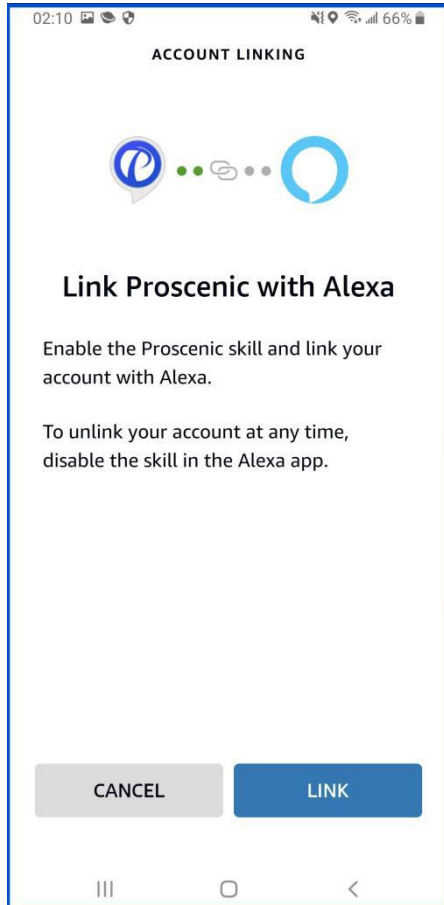 02:10 66%
ACCOUNT LINKING
Link Proscenic with Alexa
Enable the Proscenic skill and link your
account with Alexa.
To unlink your account at any time,
disable the skill in the Alexa app.
CANCEL LINK